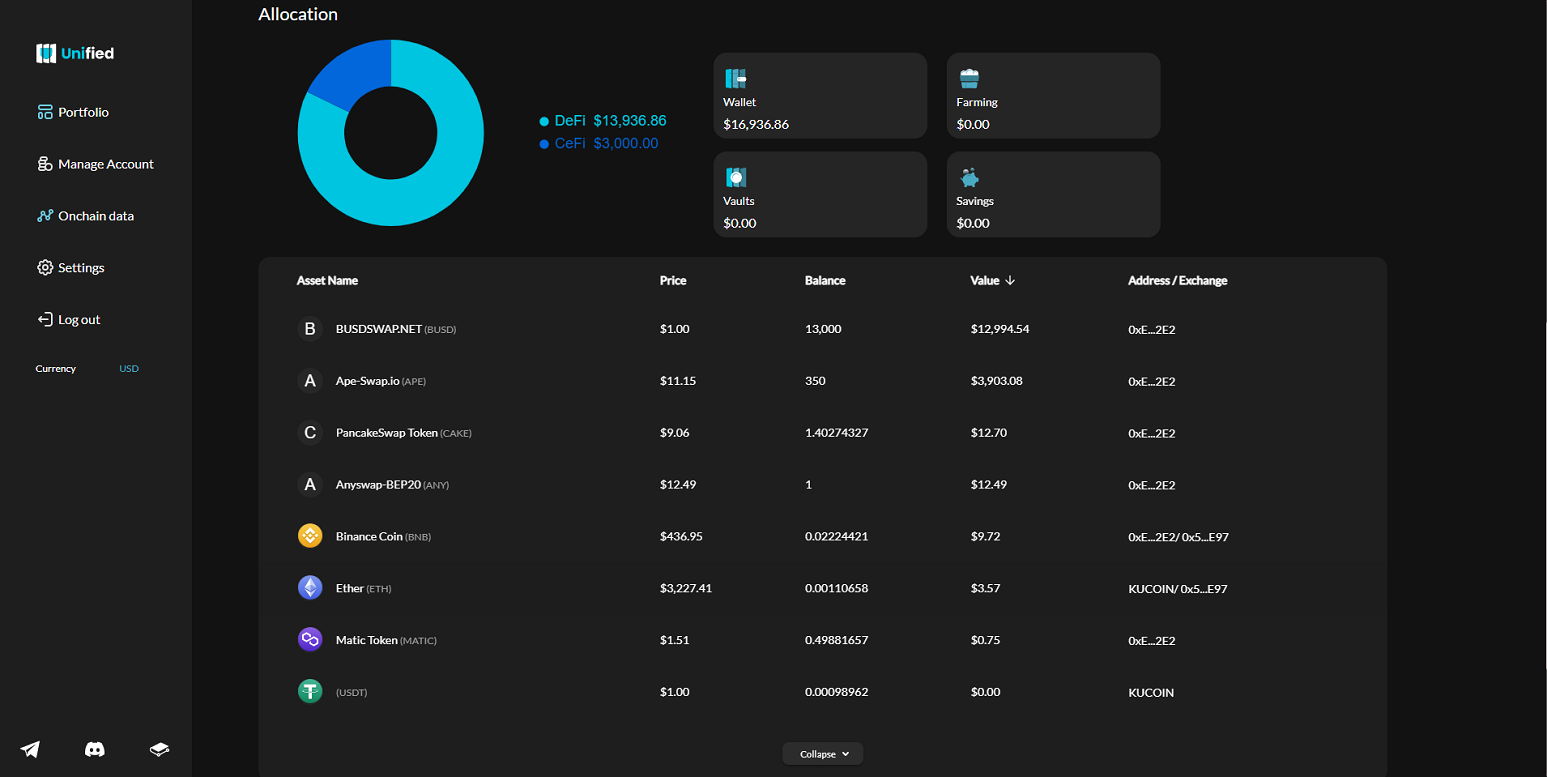 Unified
Portfolio
Manage Account
Onchain data
Settings
Log out
Currency USD
Allocation
DeFi $13,936.86
CeFi $3,000.00
Wallet
$16,936.86
Farming
$0.00
Vaults
$0.00
Savings
$0.00
Asset Name Price Balance Value ↓ Address / Exchange
B BUSDSWAP.NET (BUSD) $1.00 13,000 $12,994.54 0xE...2E2
A Ape-Swap.io (APE) $11.15 350 $3,903.08 0xE...2E2
C PancakeSwap Token (CAKE) $9.06 1.40274327 $12.70 0xE...2E2
A Anyswap-BEP20 (ANY) $12.49 1 $12.49 0xE...2E2
Binance Coin (BNB) $436.95 0.02224421 $9.72 0xE...2E2/ 0x5...E97
Ether (ETH) $3,227.41 0.00110658 $3.57 KUCOIN/ 0x5...E97
Matic Token (MATIC) $1.51 0.49881657 $0.75 0xE...2E2
(USDT) $1.00 0.00098962 $0.00 KUCOIN
Collapse